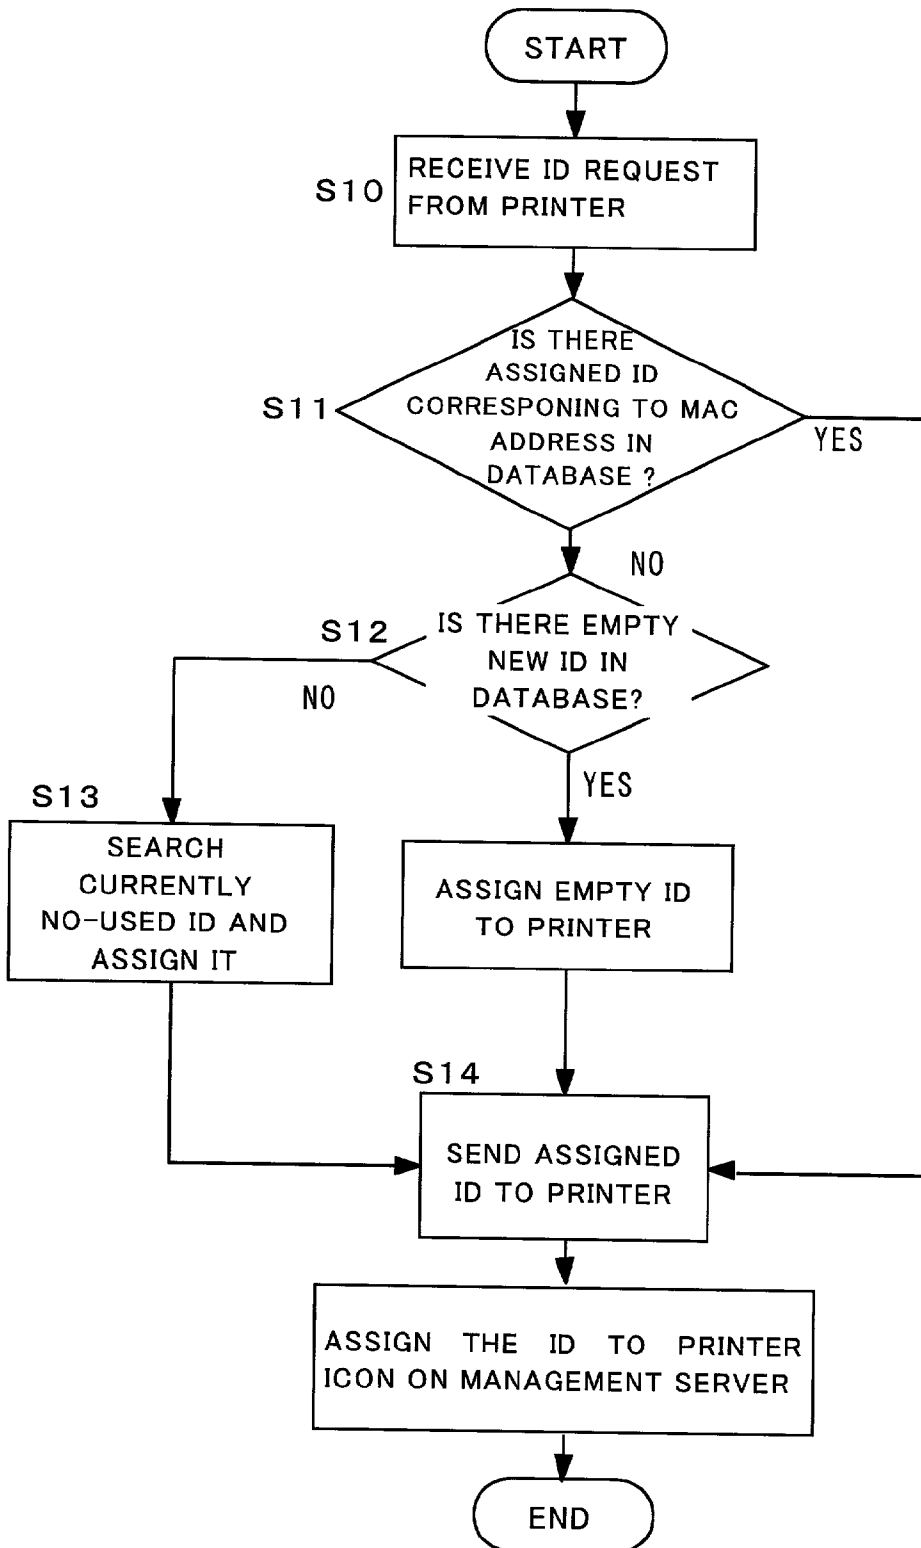 START
S10
RECEIVE ID REQUEST
FROM PRINTER
S11
IS THERE
ASSIGNED ID
CORRESPONING TO MAC
ADDRESS IN
DATABASE ?
YES
NO
S12
IS THERE EMPTY
NEW ID IN
DATABASE?
NO
YES
S13
SEARCH
CURRENTLY
NO-USED ID AND
ASSIGN IT
ASSIGN EMPTY ID
TO PRINTER
S14
SEND ASSIGNED
ID TO PRINTER
ASSIGN THE ID TO PRINTER
ICON ON MANAGEMENT SERVER
END